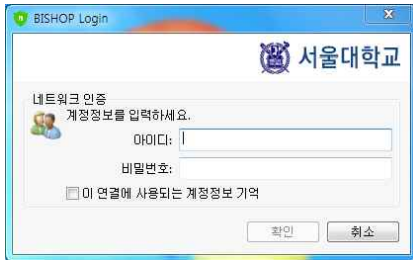 BISHOP Login
서울대학교
네트워크 인증
계정정보를 입력하세요.
아이디:
비밀번호:
이 연결에 사용되는 계정정보 기억
확인 취소